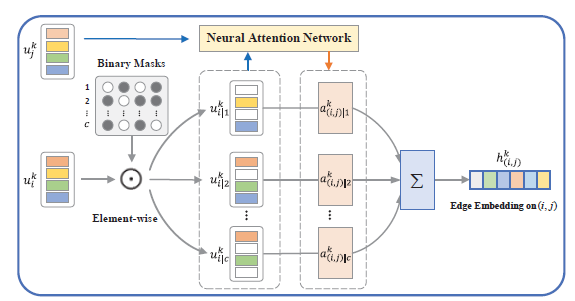 u_j^k
Neural Attention Network
Binary Masks
1
2
⋮
c
u_i^k
Element-wise
u_{i|1}^k
u_{i|2}^k
⋮
u_{i|c}^k
a_{(i,j)|1}^k
a_{(i,j)|2}^k
⋮
a_{(i,j)|c}^k
Σ
h_{(i,j)}^k
Edge Embedding on (i, j)